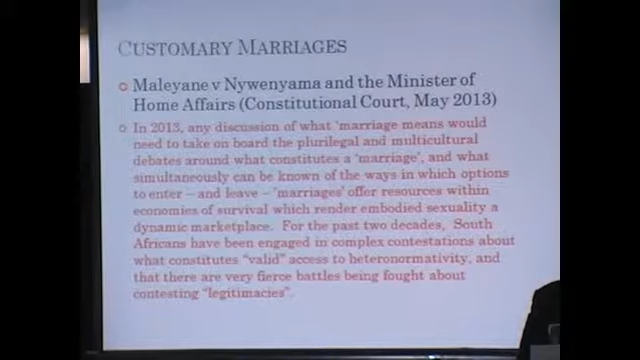 CUSTOMARY MARRIAGES
Maleyane v Nywenyama and the Minister of
Home Affairs (Constitutional Court, May 2013)
In 2013, any discussion of what 'marriage means would
need to take on board the plurilegal and multicultural
debates around what constitutes a 'marriage', and what
simultaneously can be known of the ways in which options
to enter – and leave – 'marriages' offer resources within
economies of survival which render embodied sexuality a
dynamic marketplace. For the past two decades, South
Africans have been engaged in complex contestations about
what constitutes "valid" access to heteronormativity, and
that there are very fierce battles being fought about
contesting "legitimacies".